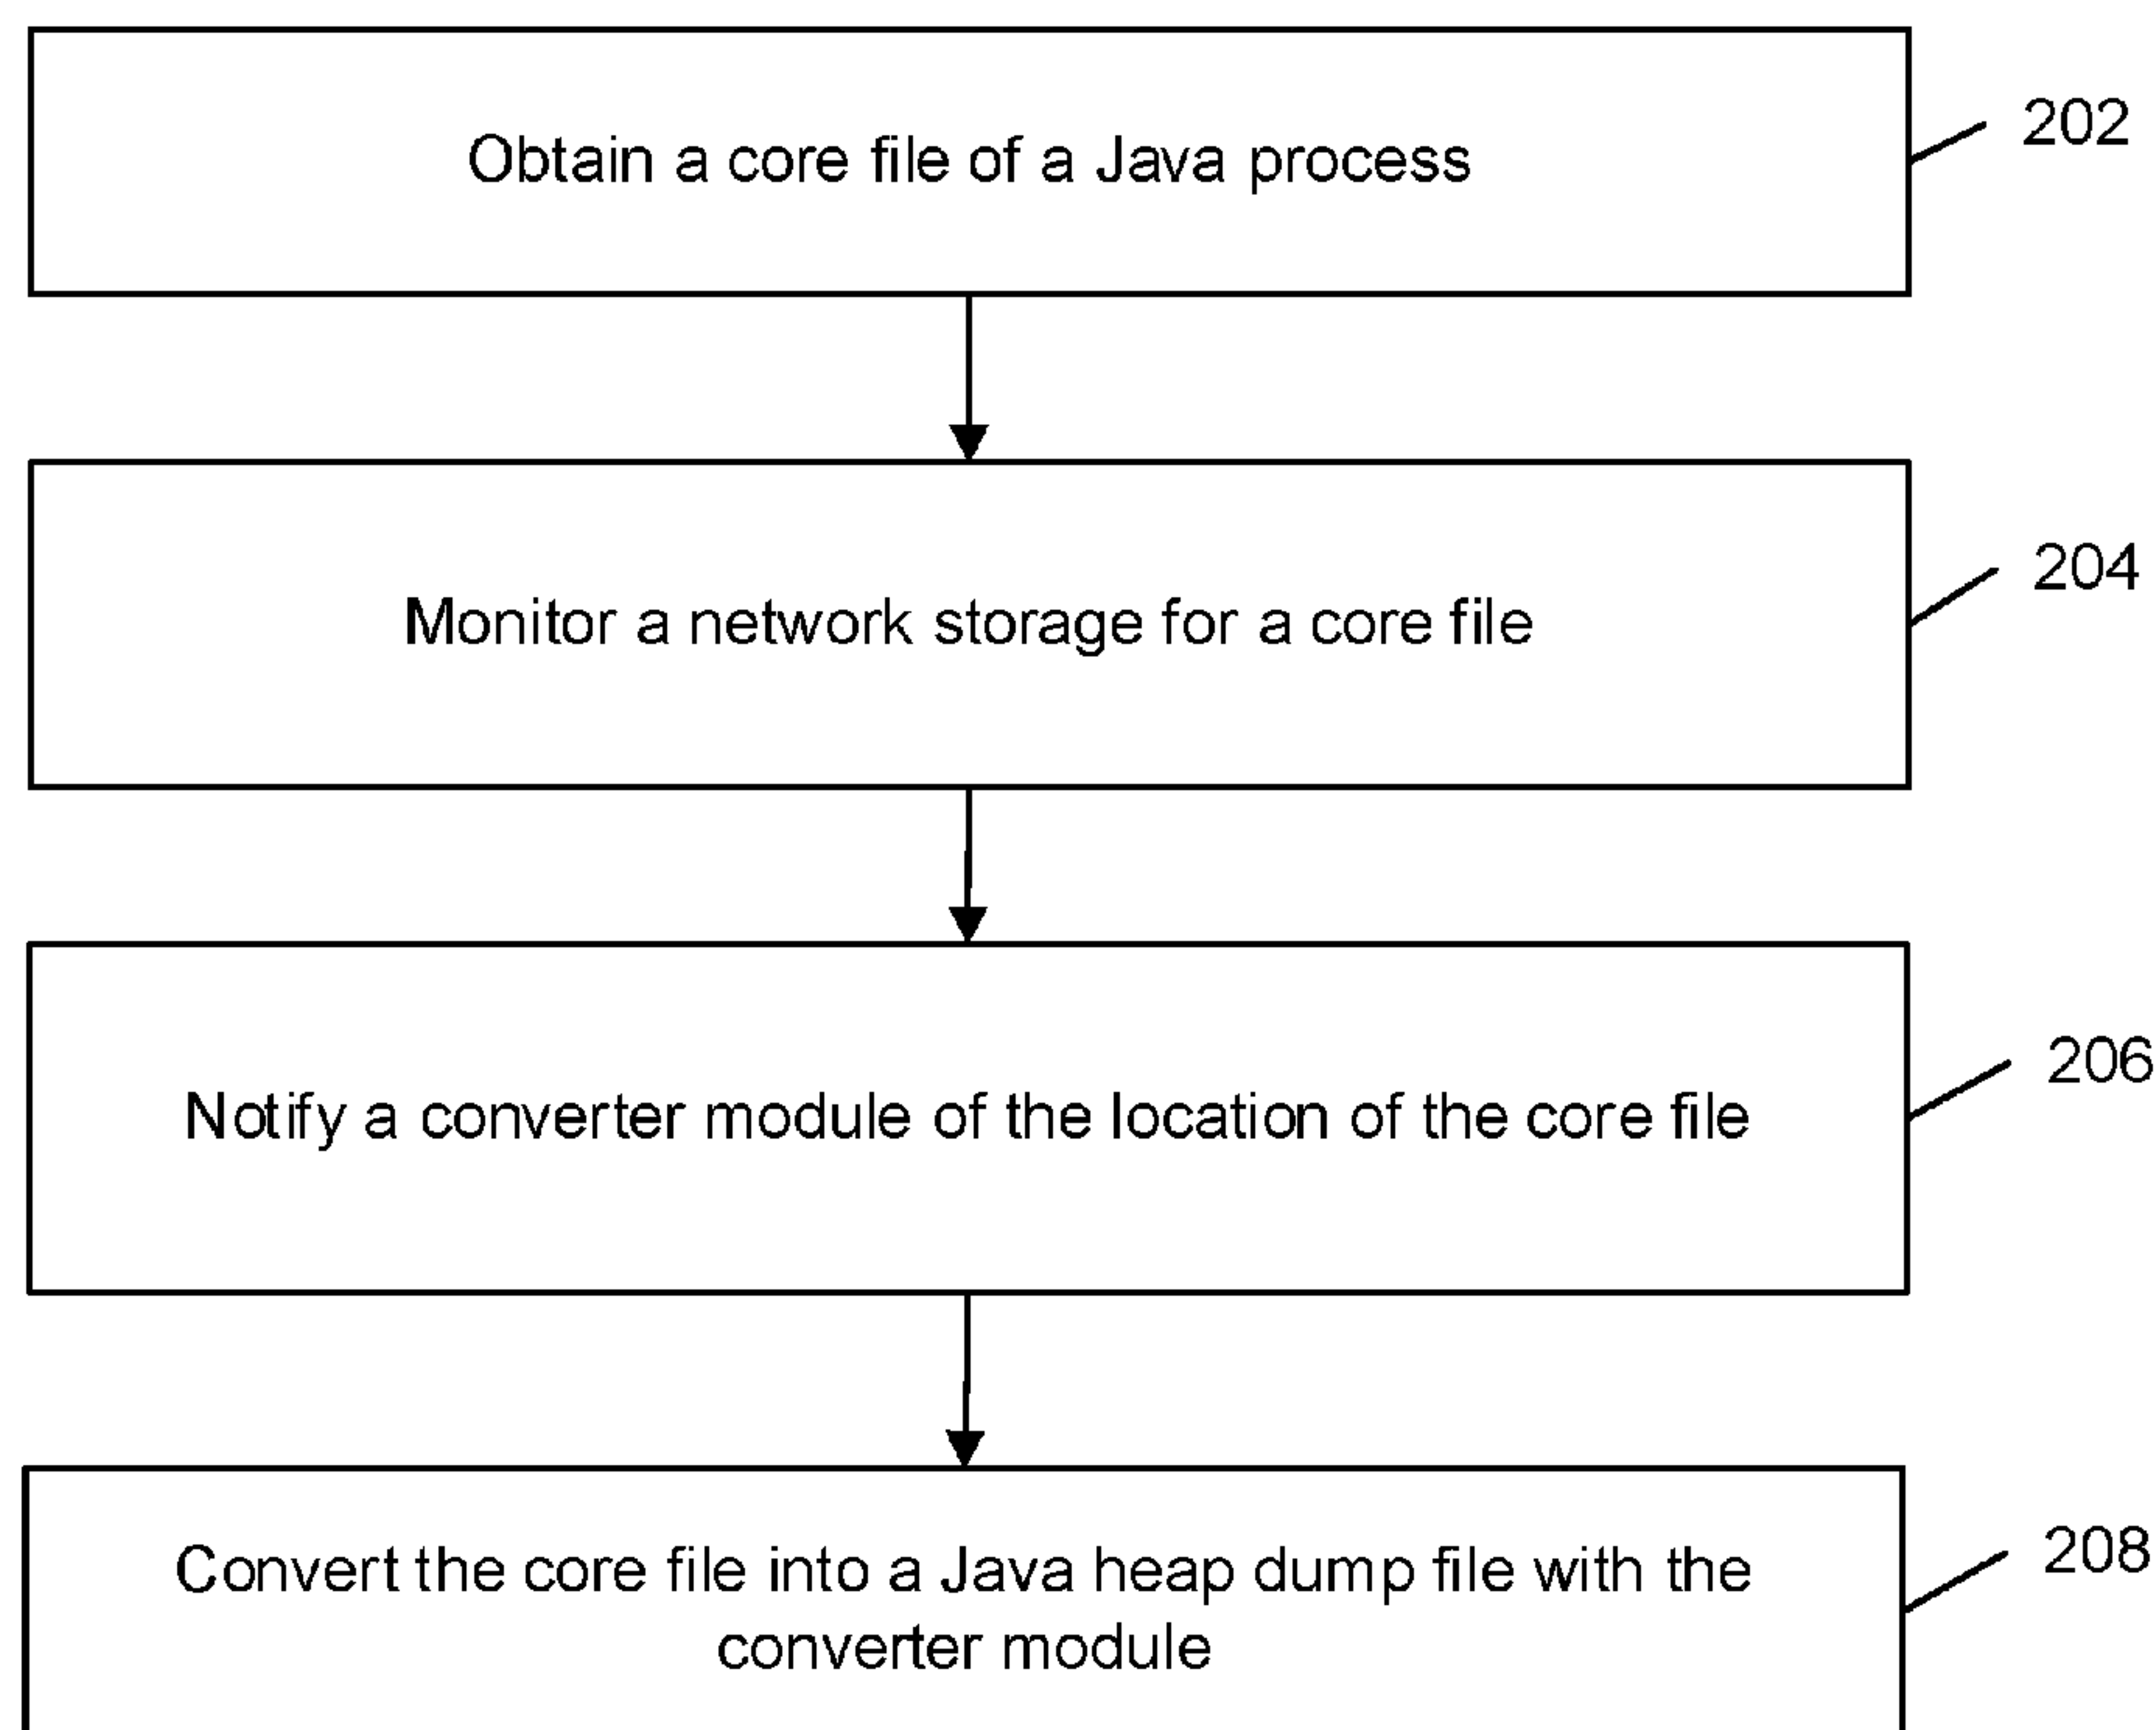 Obtain a core file of a Java process
202
Monitor a network storage for a core file
204
Notify a converter module of the location of the core file
206
Convert the core file into a Java heap dump file with the
converter module
208